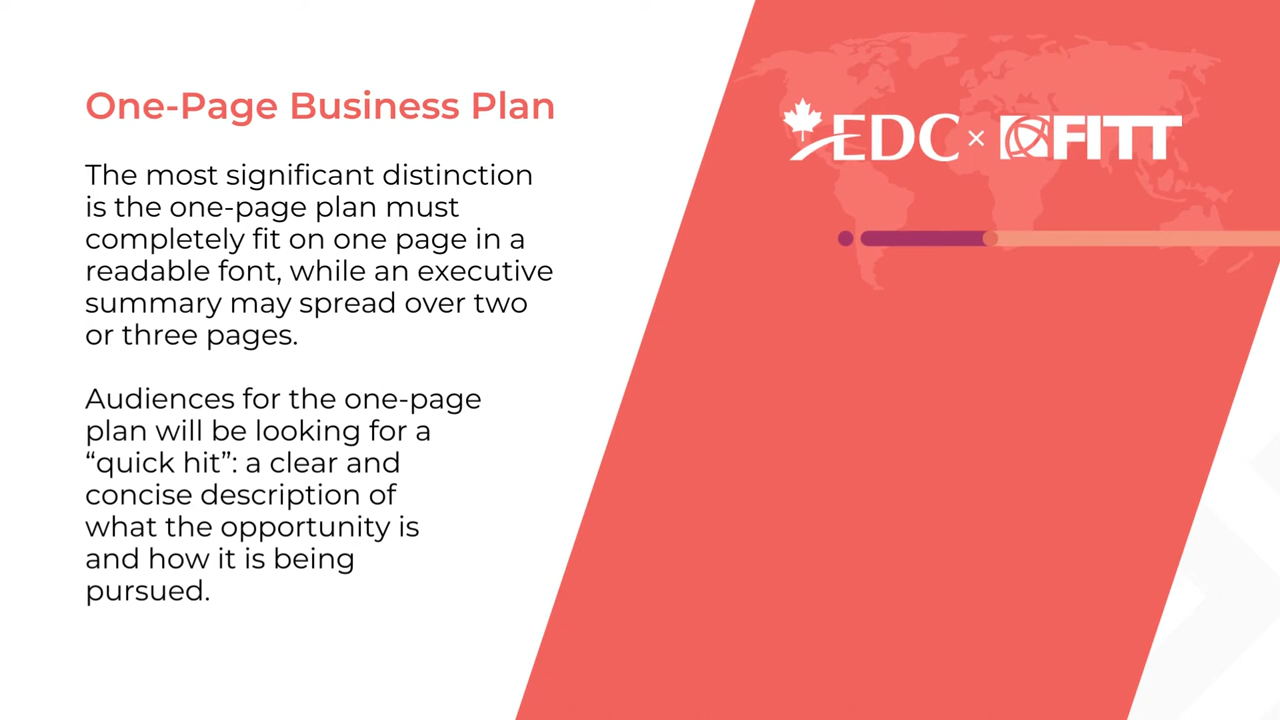 One-Page Business Plan
The most significant distinction
is the one-page plan must
completely fit on one page in a
readable font, while an executive
summary may spread over two
or three pages.
Audiences for the one-page
plan will be looking for a
“quick hit”: a clear and
concise description of
what the opportunity is
and how it is being
pursued.
EDC × FITT